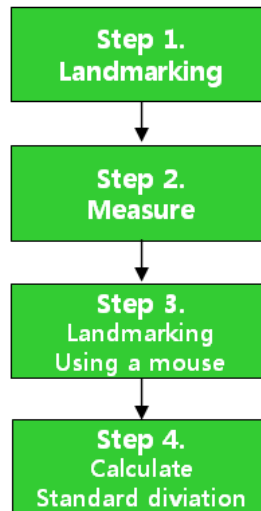 Step 1.
Landmarking
Step 2.
Measure
Step 3.
Landmarking
Using a mouse
Step 4.
Calculate
Standard diviation